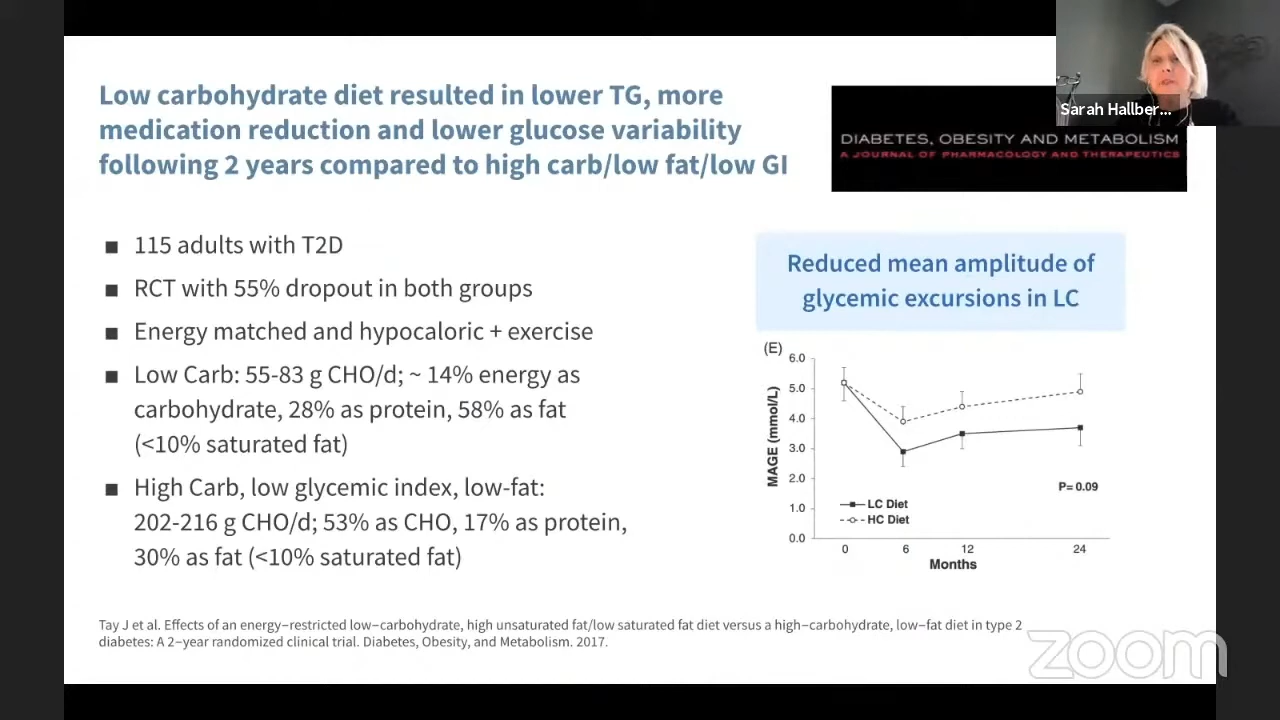 Low carbohydrate diet resulted in lower TG, more
medication reduction and lower glucose variability
following 2 years compared to high carb/low fat/low GI
DIABETES, OBESITY AND METABOLISM
A JOURNAL OF PHARMACOLOGY AND THERAPEUTICS
Sarah Hallber...
■ 115 adults with T2D
■ RCT with 55% dropout in both groups
■ Energy matched and hypocaloric + exercise
■ Low Carb: 55-83 g CHO/d; ~ 14% energy as
carbohydrate, 28% as protein, 58% as fat
(<10% saturated fat)
■ High Carb, low glycemic index, low-fat:
202-216 g CHO/d; 53% as CHO, 17% as protein,
30% as fat (<10% saturated fat)
Reduced mean amplitude of
glycemic excursions in LC
(E)
6.0
5.0
4.0
3.0
2.0
1.0
0.0
MAGE (mmol/L)
P= 0.09
LC Diet
HC Diet
0 6 12 24
Months
Tay J et al. Effects of an energy-restricted low-carbohydrate, high unsaturated fat/low saturated fat diet versus a high-carbohydrate, low-fat diet in type 2
diabetes: A 2-year randomized clinical trial. Diabetes, Obesity, and Metabolism. 2017.
zoom